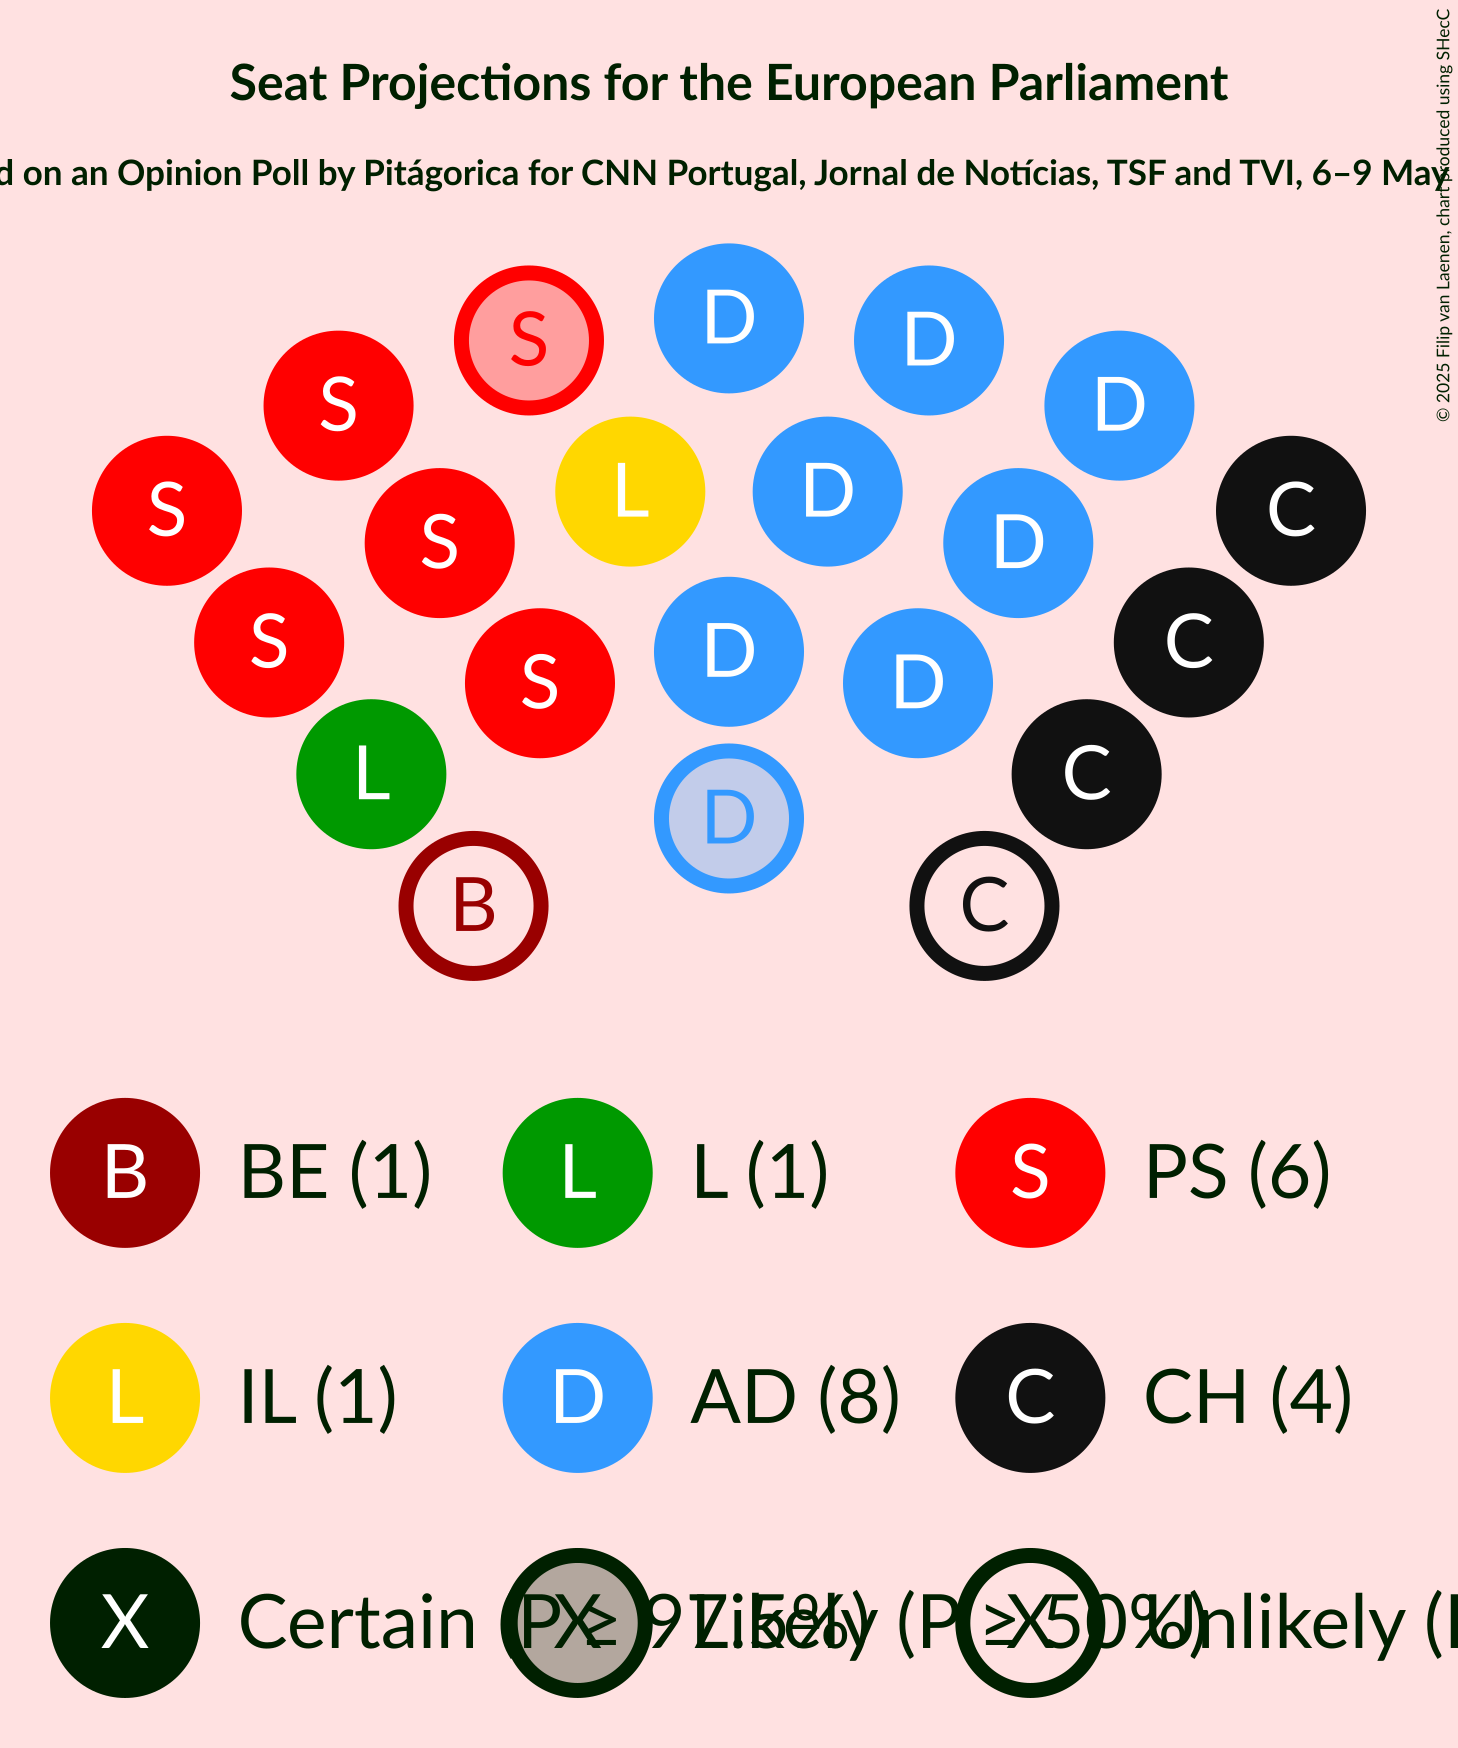 Seat Projections for the European Parliament
d on an Opinion Poll by Pitágorica for CNN Portugal, Jornal de Notícias, TSF and TVI, 6–9 May
© 2025 Filip van Laenen, chart produced using SHecC
S D D
S D
S L D C
S D
S C
S D
S D
L C
D
B C
B BE (1) L L (1) S PS (6)
L IL (1) D AD (8) C CH (4)
X Certain (P ≥ 97.5%) X Likely (P ≥ 50%) X Unlikely (